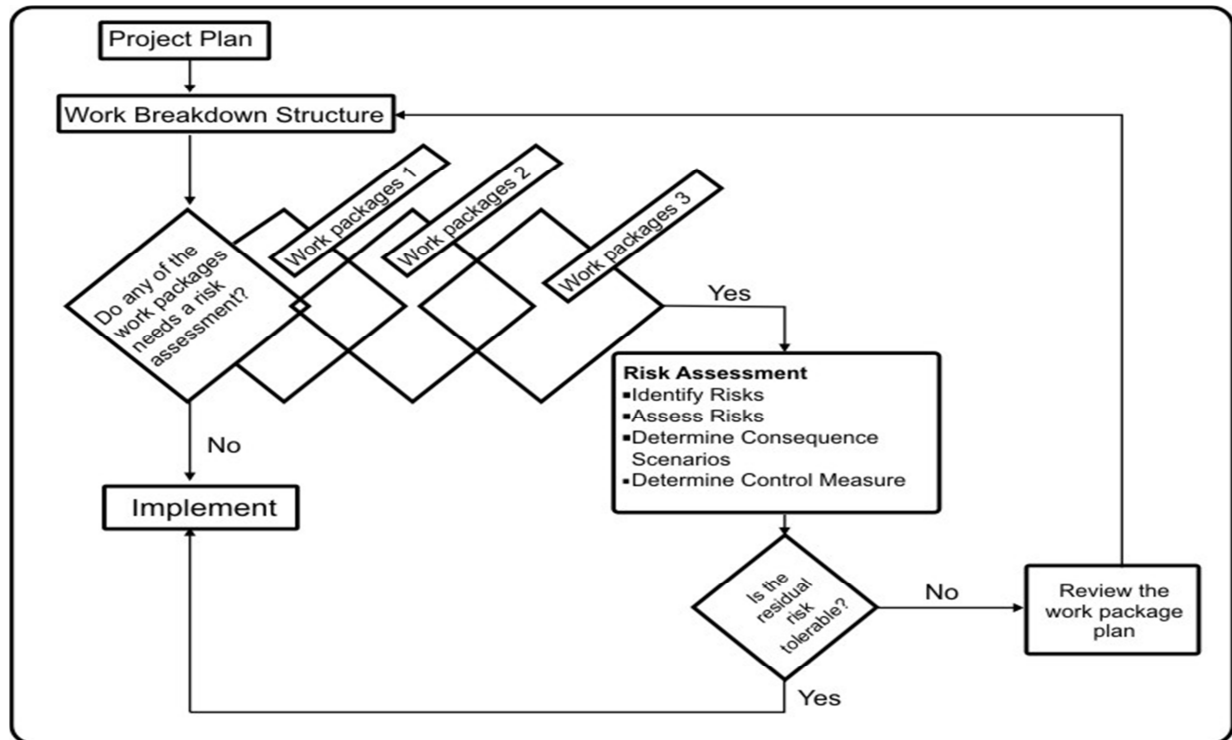 Project Plan
Work Breakdown Structure
Work packages 1
Work packages 2
Work packages 3
Do any of the
work packages
needs a risk
assessment?
Yes
No
Risk Assessment
▪Identify Risks
▪Assess Risks
▪Determine Consequence
Scenarios
▪Determine Control Measure
Implement
Is the
residual
risk
tolerable?
No
Review the
work package
plan
Yes